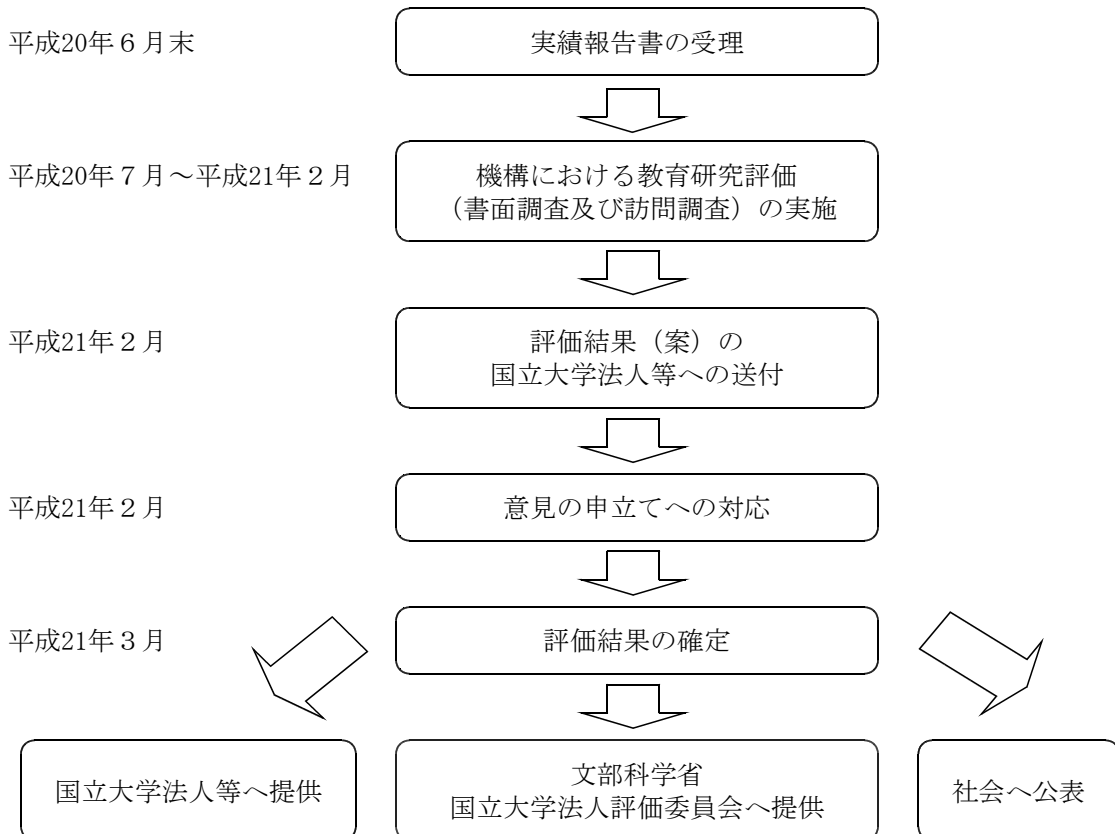 平成20年６月末
実績報告書の受理
平成20年７月～平成21年２月
機構における教育研究評価
（書面調査及び訪問調査）の実施
平成21年２月
評価結果（案）の
国立大学法人等への送付
平成21年２月
意見の申立てへの対応
平成21年３月
評価結果の確定
国立大学法人等へ提供
文部科学省
国立大学法人評価委員会へ提供
社会へ公表